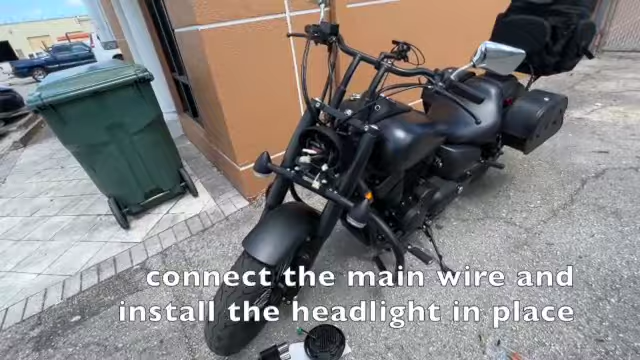 connect the main wire and
install the headlight in place